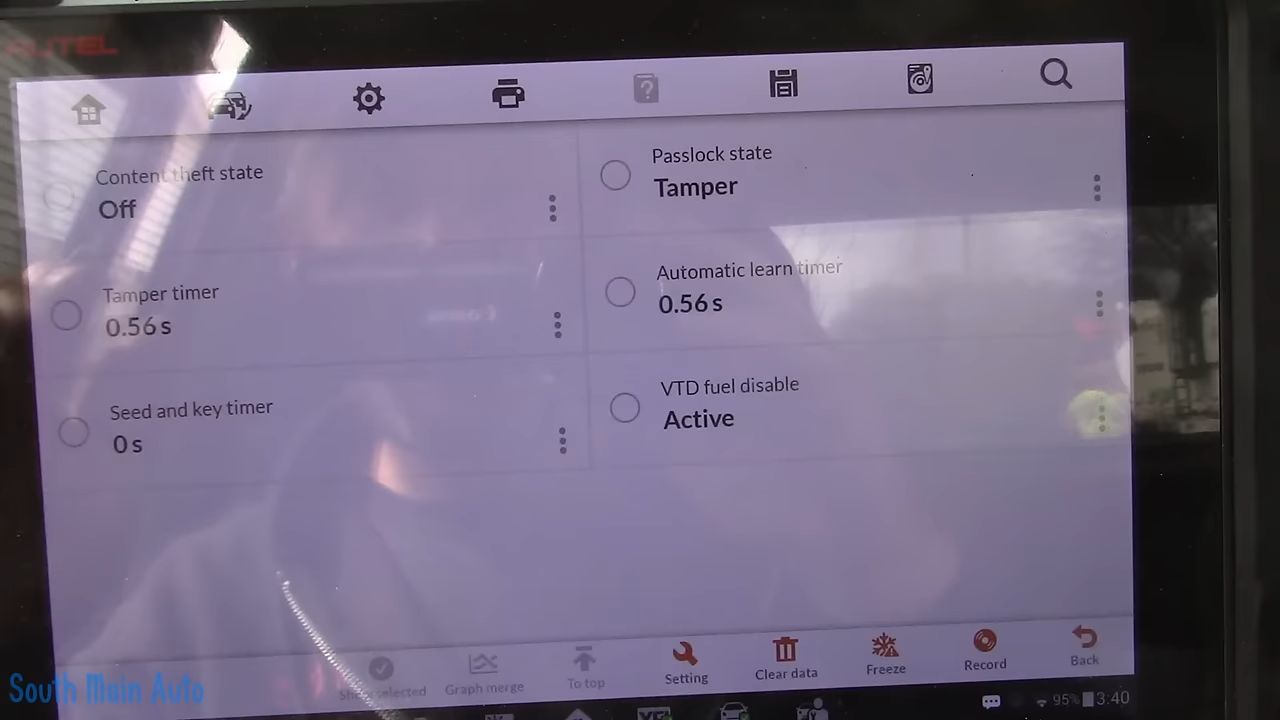 AUTEL
Content theft state
Off
Passlock state
Tamper
Tamper timer
0.56 s
Automatic learn timer
0.56 s
Seed and key timer
0 s
VTD fuel disable
Active
Show selected
Graph merge
To top
Setting
Clear data
Freeze
Record
Back
95% 3:40
South Main Auto